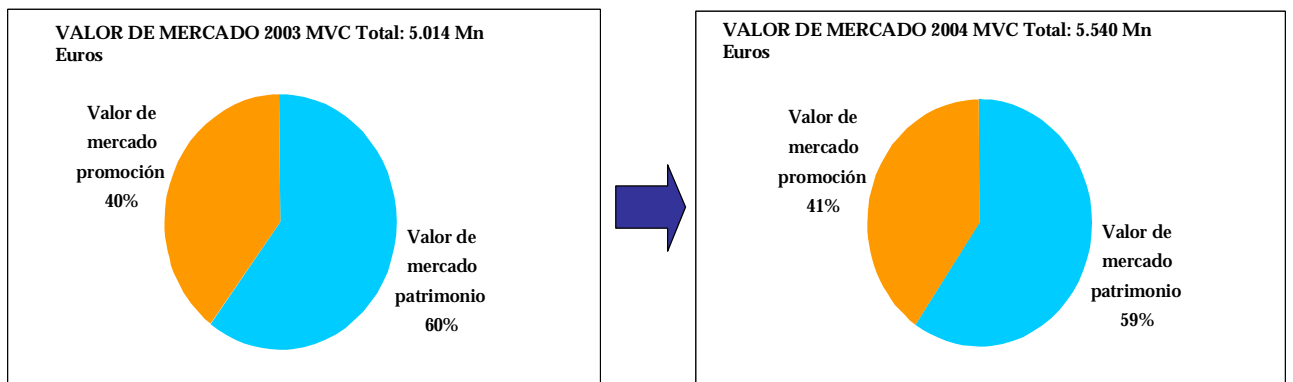 VALOR DE MERCADO 2003 MVC Total: 5.014 Mn
Euros
Valor de
mercado
promoción
40%
Valor de
mercado
patrimonio
60%
VALOR DE MERCADO 2004 MVC Total: 5.540 Mn
Euros
Valor de
mercado
promoción
41%
Valor de
mercado
patrimonio
59%